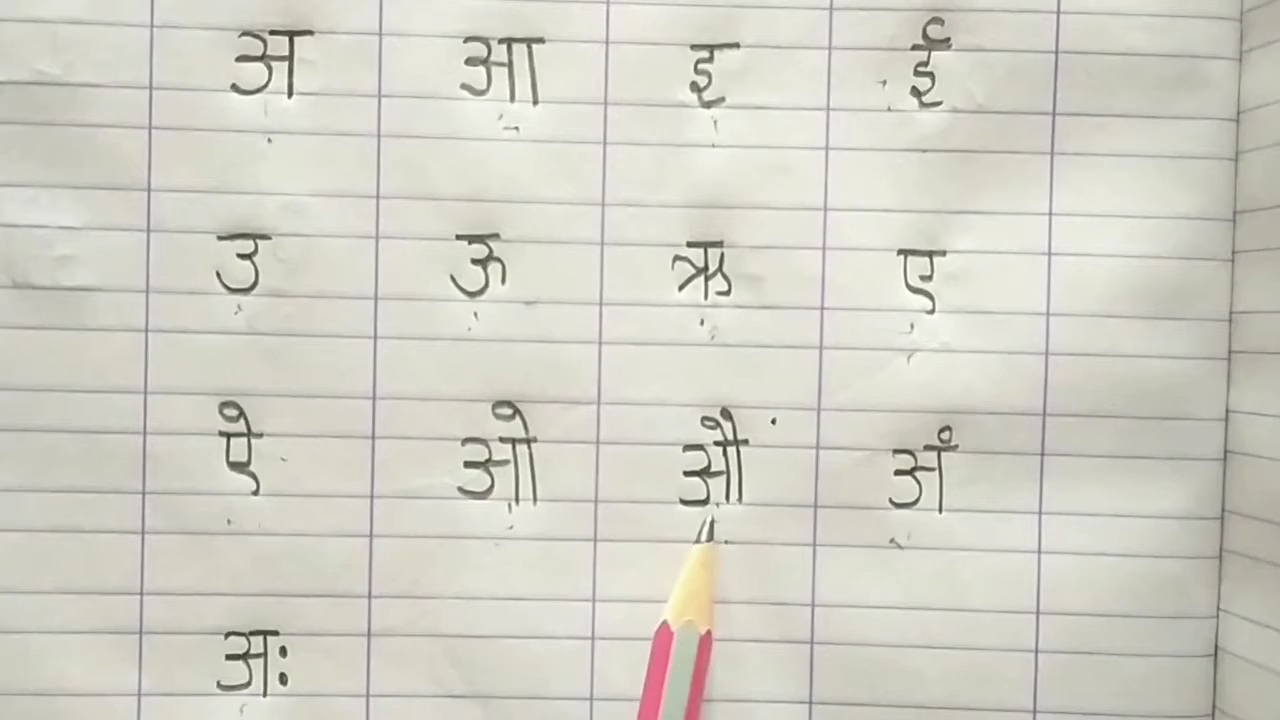 अ आ इ ई
उ ऊ ऋ ए
ऐ ओ औ अं
अः